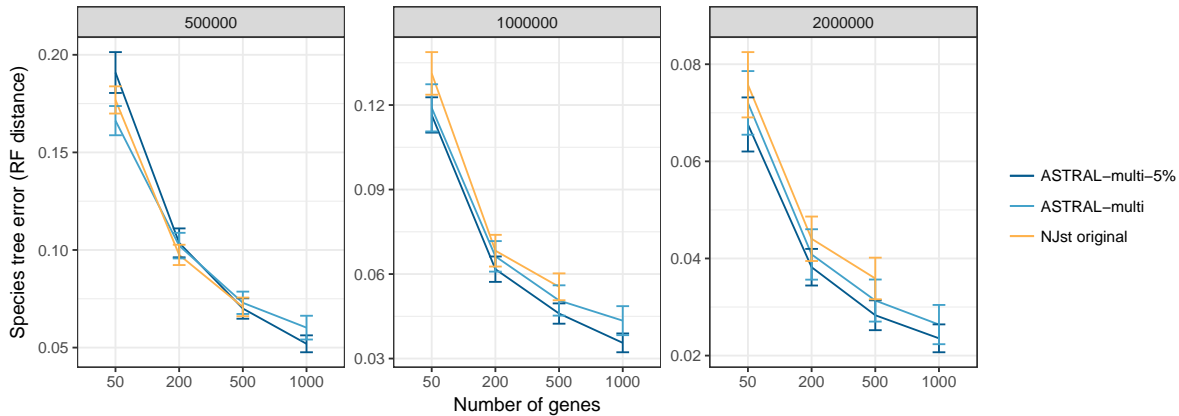 500000
1000000
2000000
Species tree error (RF distance)
0.20
0.15
0.10
0.05
0.12
0.09
0.06
0.03
0.08
0.06
0.04
0.02
50 200 500 1000
50 200 500 1000
50 200 500 1000
Number of genes
ASTRAL−multi−5%
ASTRAL−multi
NJst original